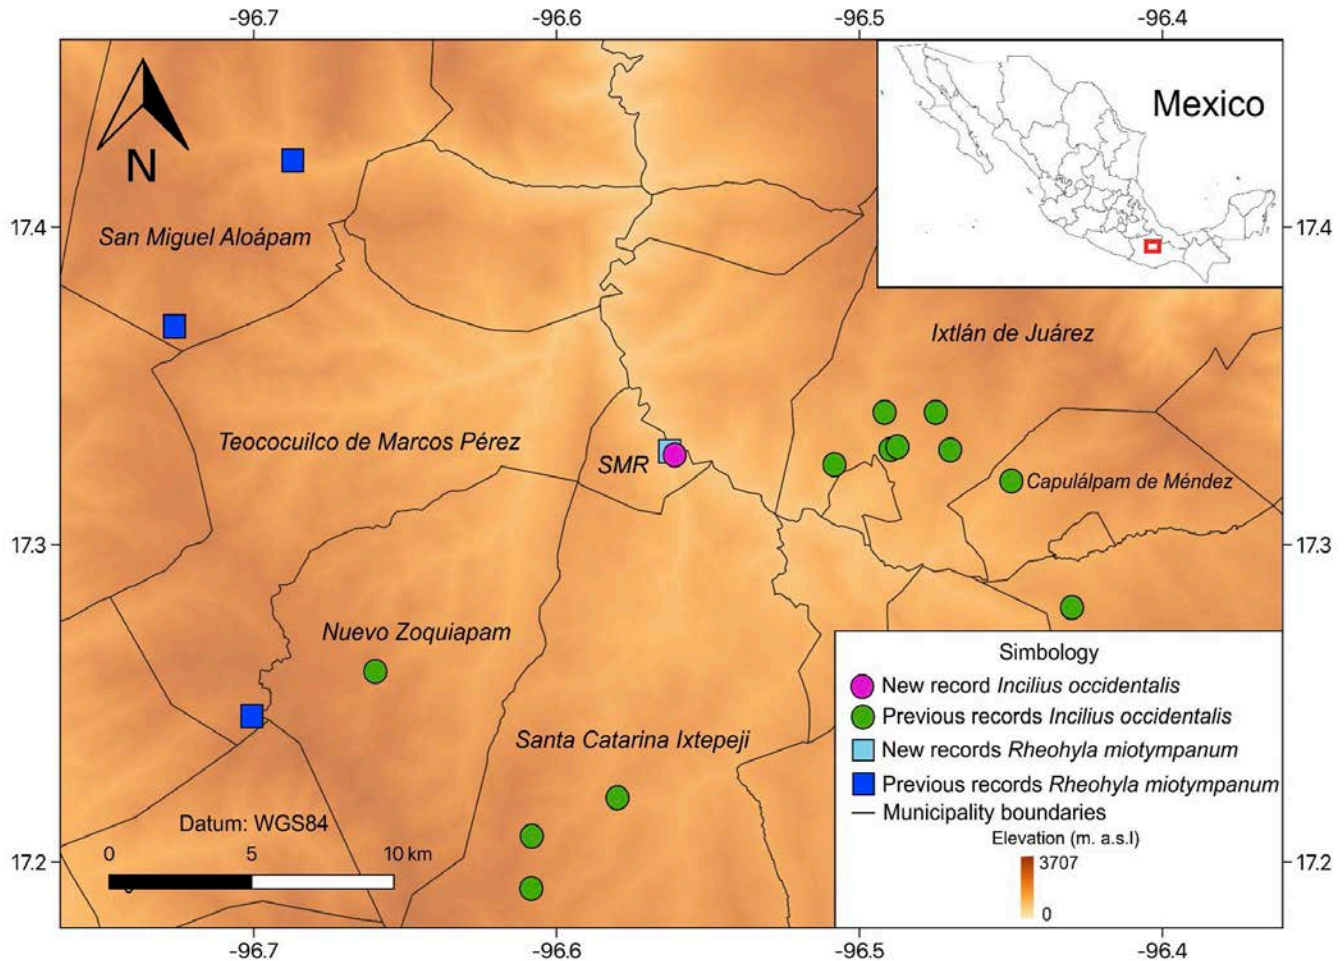 -96.7 -96.6 -96.5 -96.4
Mexico
N
17.4 17.4
San Miguel Aloápam
Ixtlán de Juárez
Teococuilco de Marcos Pérez
SMR
Capulálpam de Méndez
17.3 17.3
Nuevo Zoquiapam
Santa Catarina Ixtepeji
Simbology
New record Incilius occidentalis
Previous records Incilius occidentalis
New records Rheohyla miotympanum
Previous records Rheohyla miotympanum
Municipality boundaries
Elevation (m. a.s.l)
3707
0
Datum: WGS84
0 5 10 km
17.2 17.2
-96.7 -96.6 -96.5 -96.4